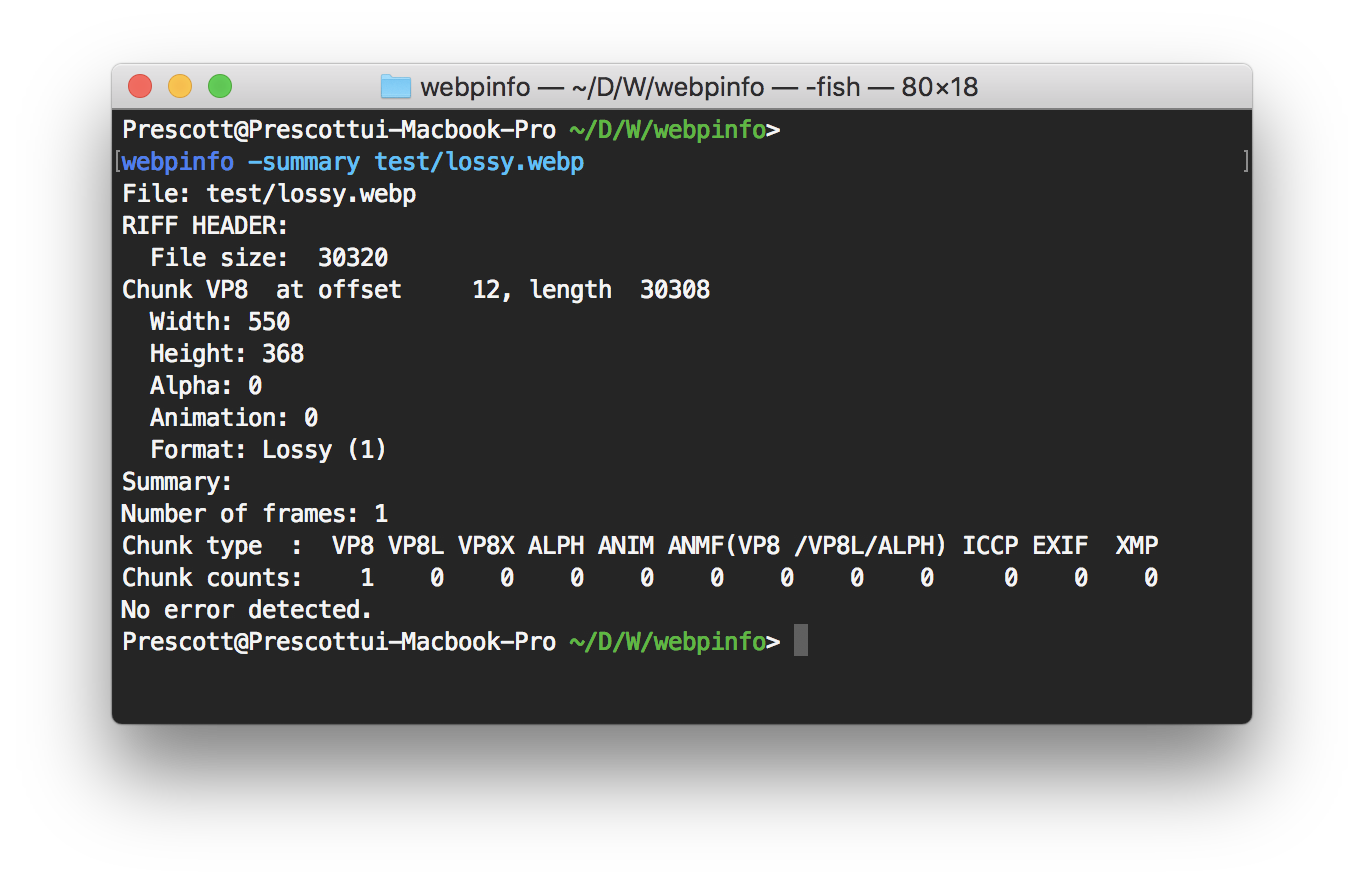 webpinfo — ~/D/W/webpinfo — -fish — 80×18
Prescott@Prescottui-Macbook-Pro ~/D/W/webpinfo>
[webpinfo -summary test/lossy.webp ]
File: test/lossy.webp
RIFF HEADER:
  File size:  30320
Chunk VP8  at offset     12, length  30308
  Width: 550
  Height: 368
  Alpha: 0
  Animation: 0
  Format: Lossy (1)
Summary:
Number of frames: 1
Chunk type  :  VP8 VP8L VP8X ALPH ANIM ANMF(VP8 /VP8L/ALPH) ICCP EXIF  XMP
Chunk counts:    1    0    0    0    0    0    0    0    0     0    0    0
No error detected.
Prescott@Prescottui-Macbook-Pro ~/D/W/webpinfo>